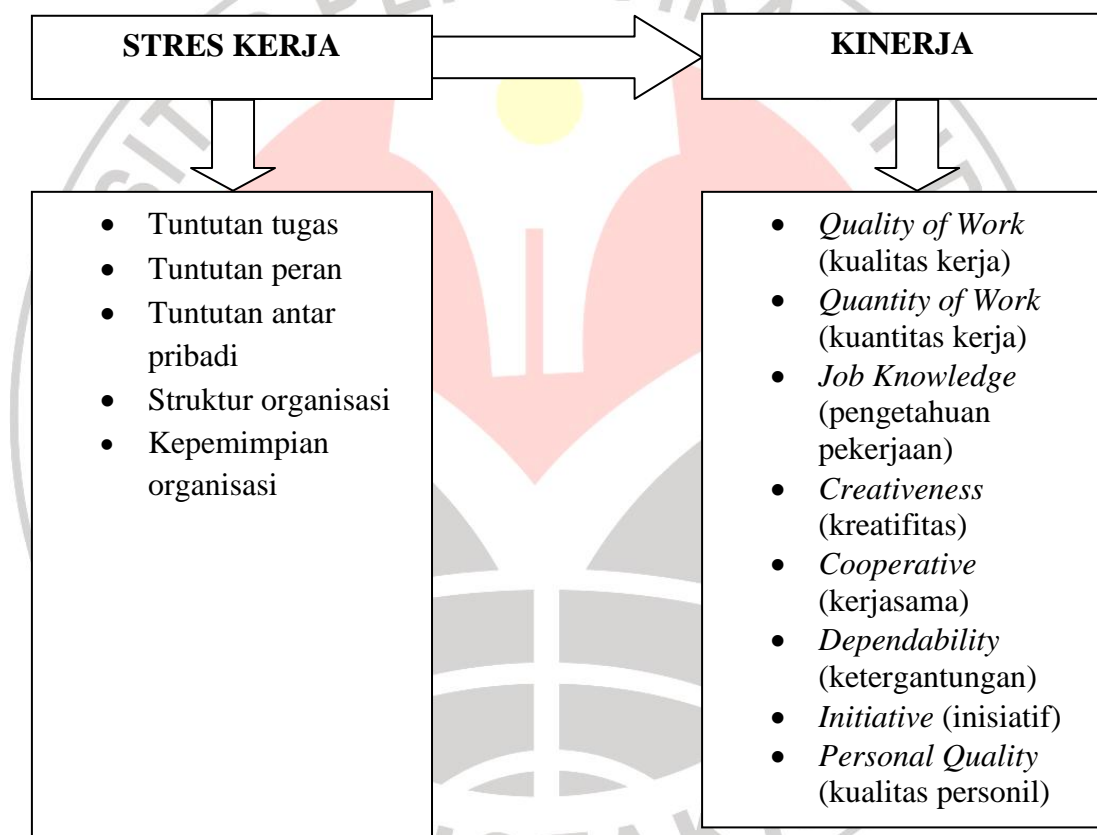 STRES KERJA
KINERJA
• Tuntutan tugas
• Tuntutan peran
• Tuntutan antar
pribadi
• Struktur organisasi
• Kepemimpian
organisasi
• Quality of Work
(kualitas kerja)
• Quantity of Work
(kuantitas kerja)
• Job Knowledge
(pengetahuan
pekerjaan)
• Creativeness
(kreatifitas)
• Cooperative
(kerjasama)
• Dependability
(ketergantungan)
• Initiative (inisiatif)
• Personal Quality
(kualitas personil)